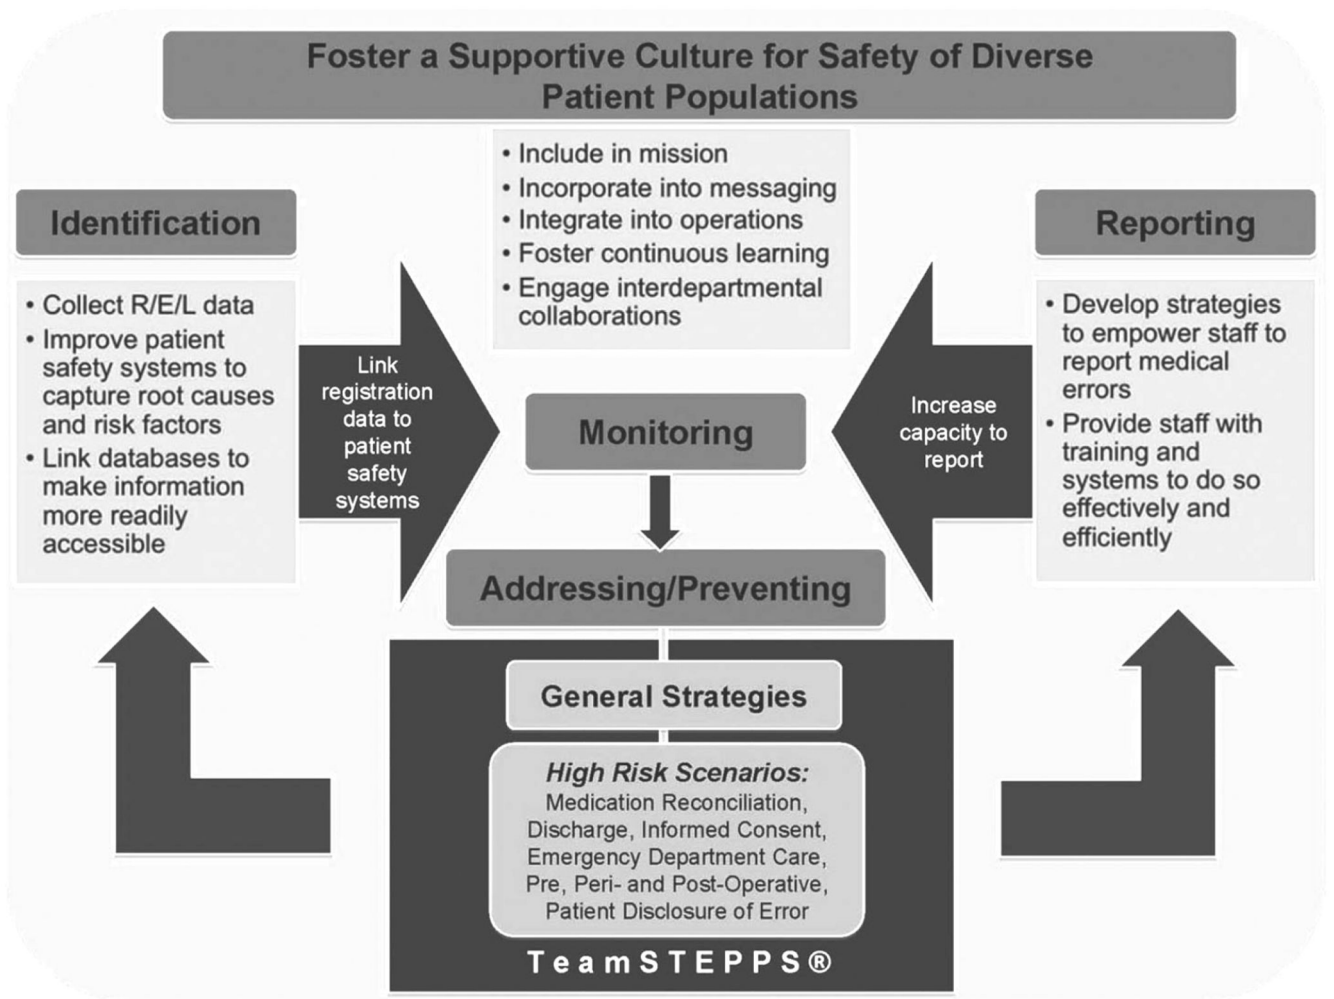 Foster a Supportive Culture for Safety of Diverse
Patient Populations
• Include in mission
• Incorporate into messaging
• Integrate into operations
• Foster continuous learning
• Engage interdepartmental
collaborations
Identification
• Collect R/E/L data
• Improve patient
safety systems to
capture root causes
and risk factors
• Link databases to
make information
more readily
accessible
Link
registration
data to
patient
safety
systems
Monitoring
Increase
capacity to
report
Reporting
• Develop strategies
to empower staff to
report medical
errors
• Provide staff with
training and
systems to do so
effectively and
efficiently
Addressing/Preventing
General Strategies
High Risk Scenarios:
Medication Reconciliation,
Discharge, Informed Consent,
Emergency Department Care,
Pre, Peri- and Post-Operative,
Patient Disclosure of Error
TeamSTEPPS®